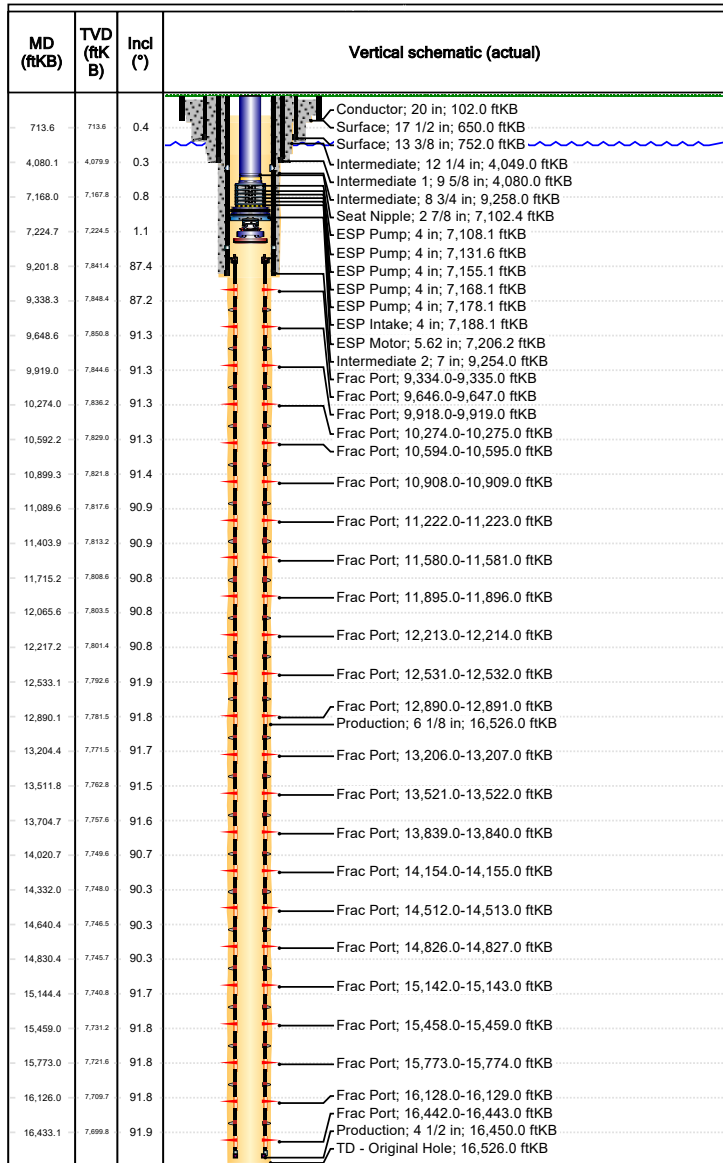 MD (ftKB) TVD (ftK B) Incl (°) Vertical schematic (actual)
Conductor; 20 in; 102.0 ftKB
713.6 713.6 0.4 Surface; 17 1/2 in; 650.0 ftKB
Surface; 13 3/8 in; 752.0 ftKB
4,080.1 4,079.9 0.3 Intermediate; 12 1/4 in; 4,049.0 ftKB
Intermediate 1; 9 5/8 in; 4,080.0 ftKB
7,168.0 7,167.8 0.8 Intermediate; 8 3/4 in; 9,258.0 ftKB
Seat Nipple; 2 7/8 in; 7,102.4 ftKB
7,224.7 7,224.5 1.1 ESP Pump; 4 in; 7,108.1 ftKB
ESP Pump; 4 in; 7,131.6 ftKB
9,201.8 7,841.4 87.4 ESP Pump; 4 in; 7,155.1 ftKB
ESP Pump; 4 in; 7,168.1 ftKB
9,338.3 7,848.4 87.2 ESP Pump; 4 in; 7,178.1 ftKB
ESP Intake; 4 in; 7,188.1 ftKB
9,648.6 7,850.8 91.3 ESP Motor; 5.62 in; 7,206.2 ftKB
Intermediate 2; 7 in; 9,254.0 ftKB
9,919.0 7,844.6 91.3 Frac Port; 9,334.0-9,335.0 ftKB
Frac Port; 9,646.0-9,647.0 ftKB
10,274.0 7,836.2 91.3 Frac Port; 9,918.0-9,919.0 ftKB
Frac Port; 10,274.0-10,275.0 ftKB
10,592.2 7,829.0 91.3 Frac Port; 10,594.0-10,595.0 ftKB
10,899.3 7,821.8 91.4 Frac Port; 10,908.0-10,909.0 ftKB
11,089.6 7,817.6 90.9 Frac Port; 11,222.0-11,223.0 ftKB
11,403.9 7,813.2 90.9 Frac Port; 11,580.0-11,581.0 ftKB
11,715.2 7,808.6 90.8 Frac Port; 11,895.0-11,896.0 ftKB
12,065.6 7,803.5 90.8 Frac Port; 12,213.0-12,214.0 ftKB
12,217.2 7,801.4 90.8 Frac Port; 12,531.0-12,532.0 ftKB
12,533.1 7,792.6 91.9 Frac Port; 12,890.0-12,891.0 ftKB
12,890.1 7,781.5 91.8 Production; 6 1/8 in; 16,526.0 ftKB
13,204.4 7,771.5 91.7 Frac Port; 13,206.0-13,207.0 ftKB
13,511.8 7,762.8 91.5 Frac Port; 13,521.0-13,522.0 ftKB
13,704.7 7,757.6 91.6 Frac Port; 13,839.0-13,840.0 ftKB
14,020.7 7,749.6 90.7 Frac Port; 14,154.0-14,155.0 ftKB
14,332.0 7,748.0 90.3 Frac Port; 14,512.0-14,513.0 ftKB
14,640.4 7,746.5 90.3 Frac Port; 14,826.0-14,827.0 ftKB
14,830.4 7,745.7 90.3 Frac Port; 15,142.0-15,143.0 ftKB
15,144.4 7,740.8 91.7 Frac Port; 15,458.0-15,459.0 ftKB
15,459.0 7,731.2 91.8
15,773.0 7,721.6 91.8 Frac Port; 15,773.0-15,774.0 ftKB
16,126.0 7,709.7 91.8 Frac Port; 16,128.0-16,129.0 ftKB
Frac Port; 16,442.0-16,443.0 ftKB
16,433.1 7,699.8 91.9 Production; 4 1/2 in; 16,450.0 ftKB
TD - Original Hole; 16,526.0 ftKB